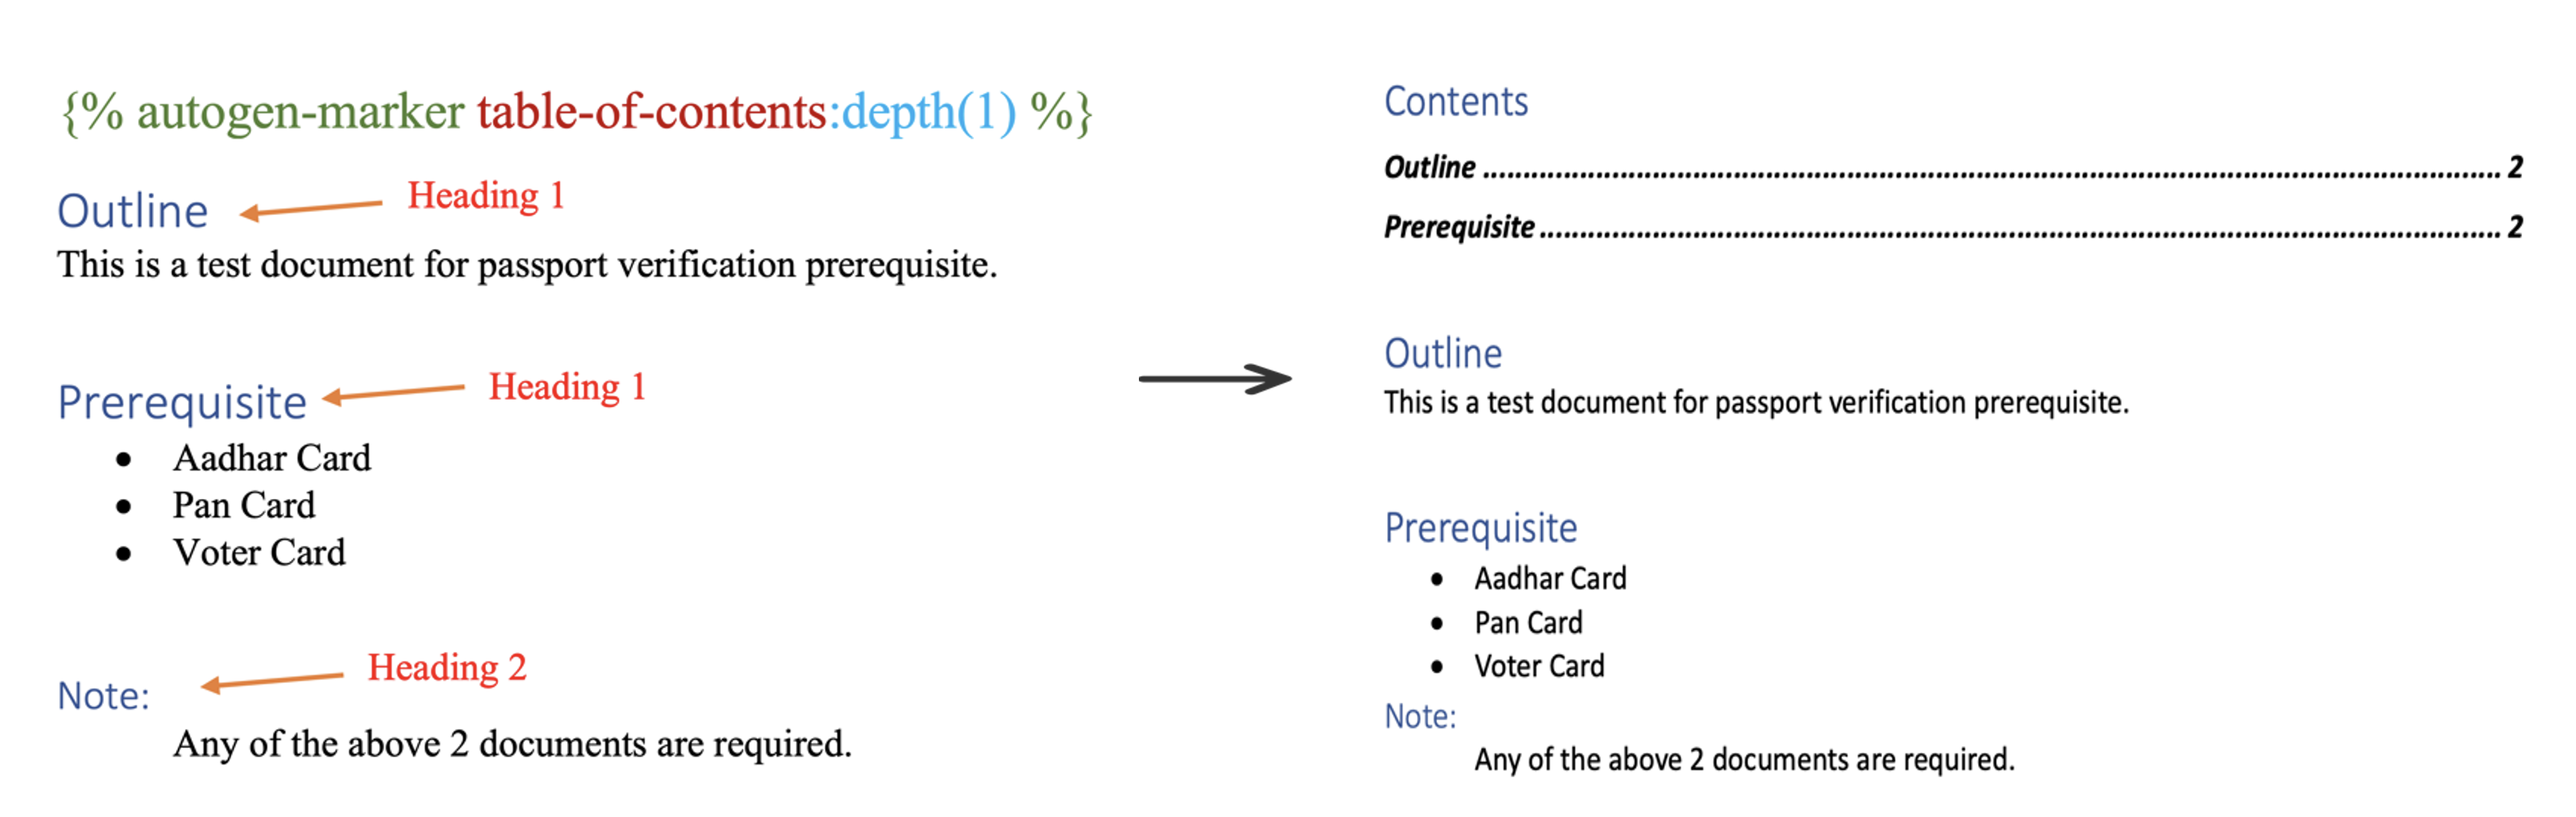 {% autogen-marker table-of-contents:depth(1) %}
Outline
Heading 1
This is a test document for passport verification prerequisite.
Prerequisite
Heading 1
• Aadhar Card
• Pan Card
• Voter Card
Heading 2
Note:
Any of the above 2 documents are required.
Contents
Outline ........................................................................................................................ 2
Prerequisite ................................................................................................................. 2
Outline
This is a test document for passport verification prerequisite.
Prerequisite
• Aadhar Card
• Pan Card
• Voter Card
Note:
Any of the above 2 documents are required.